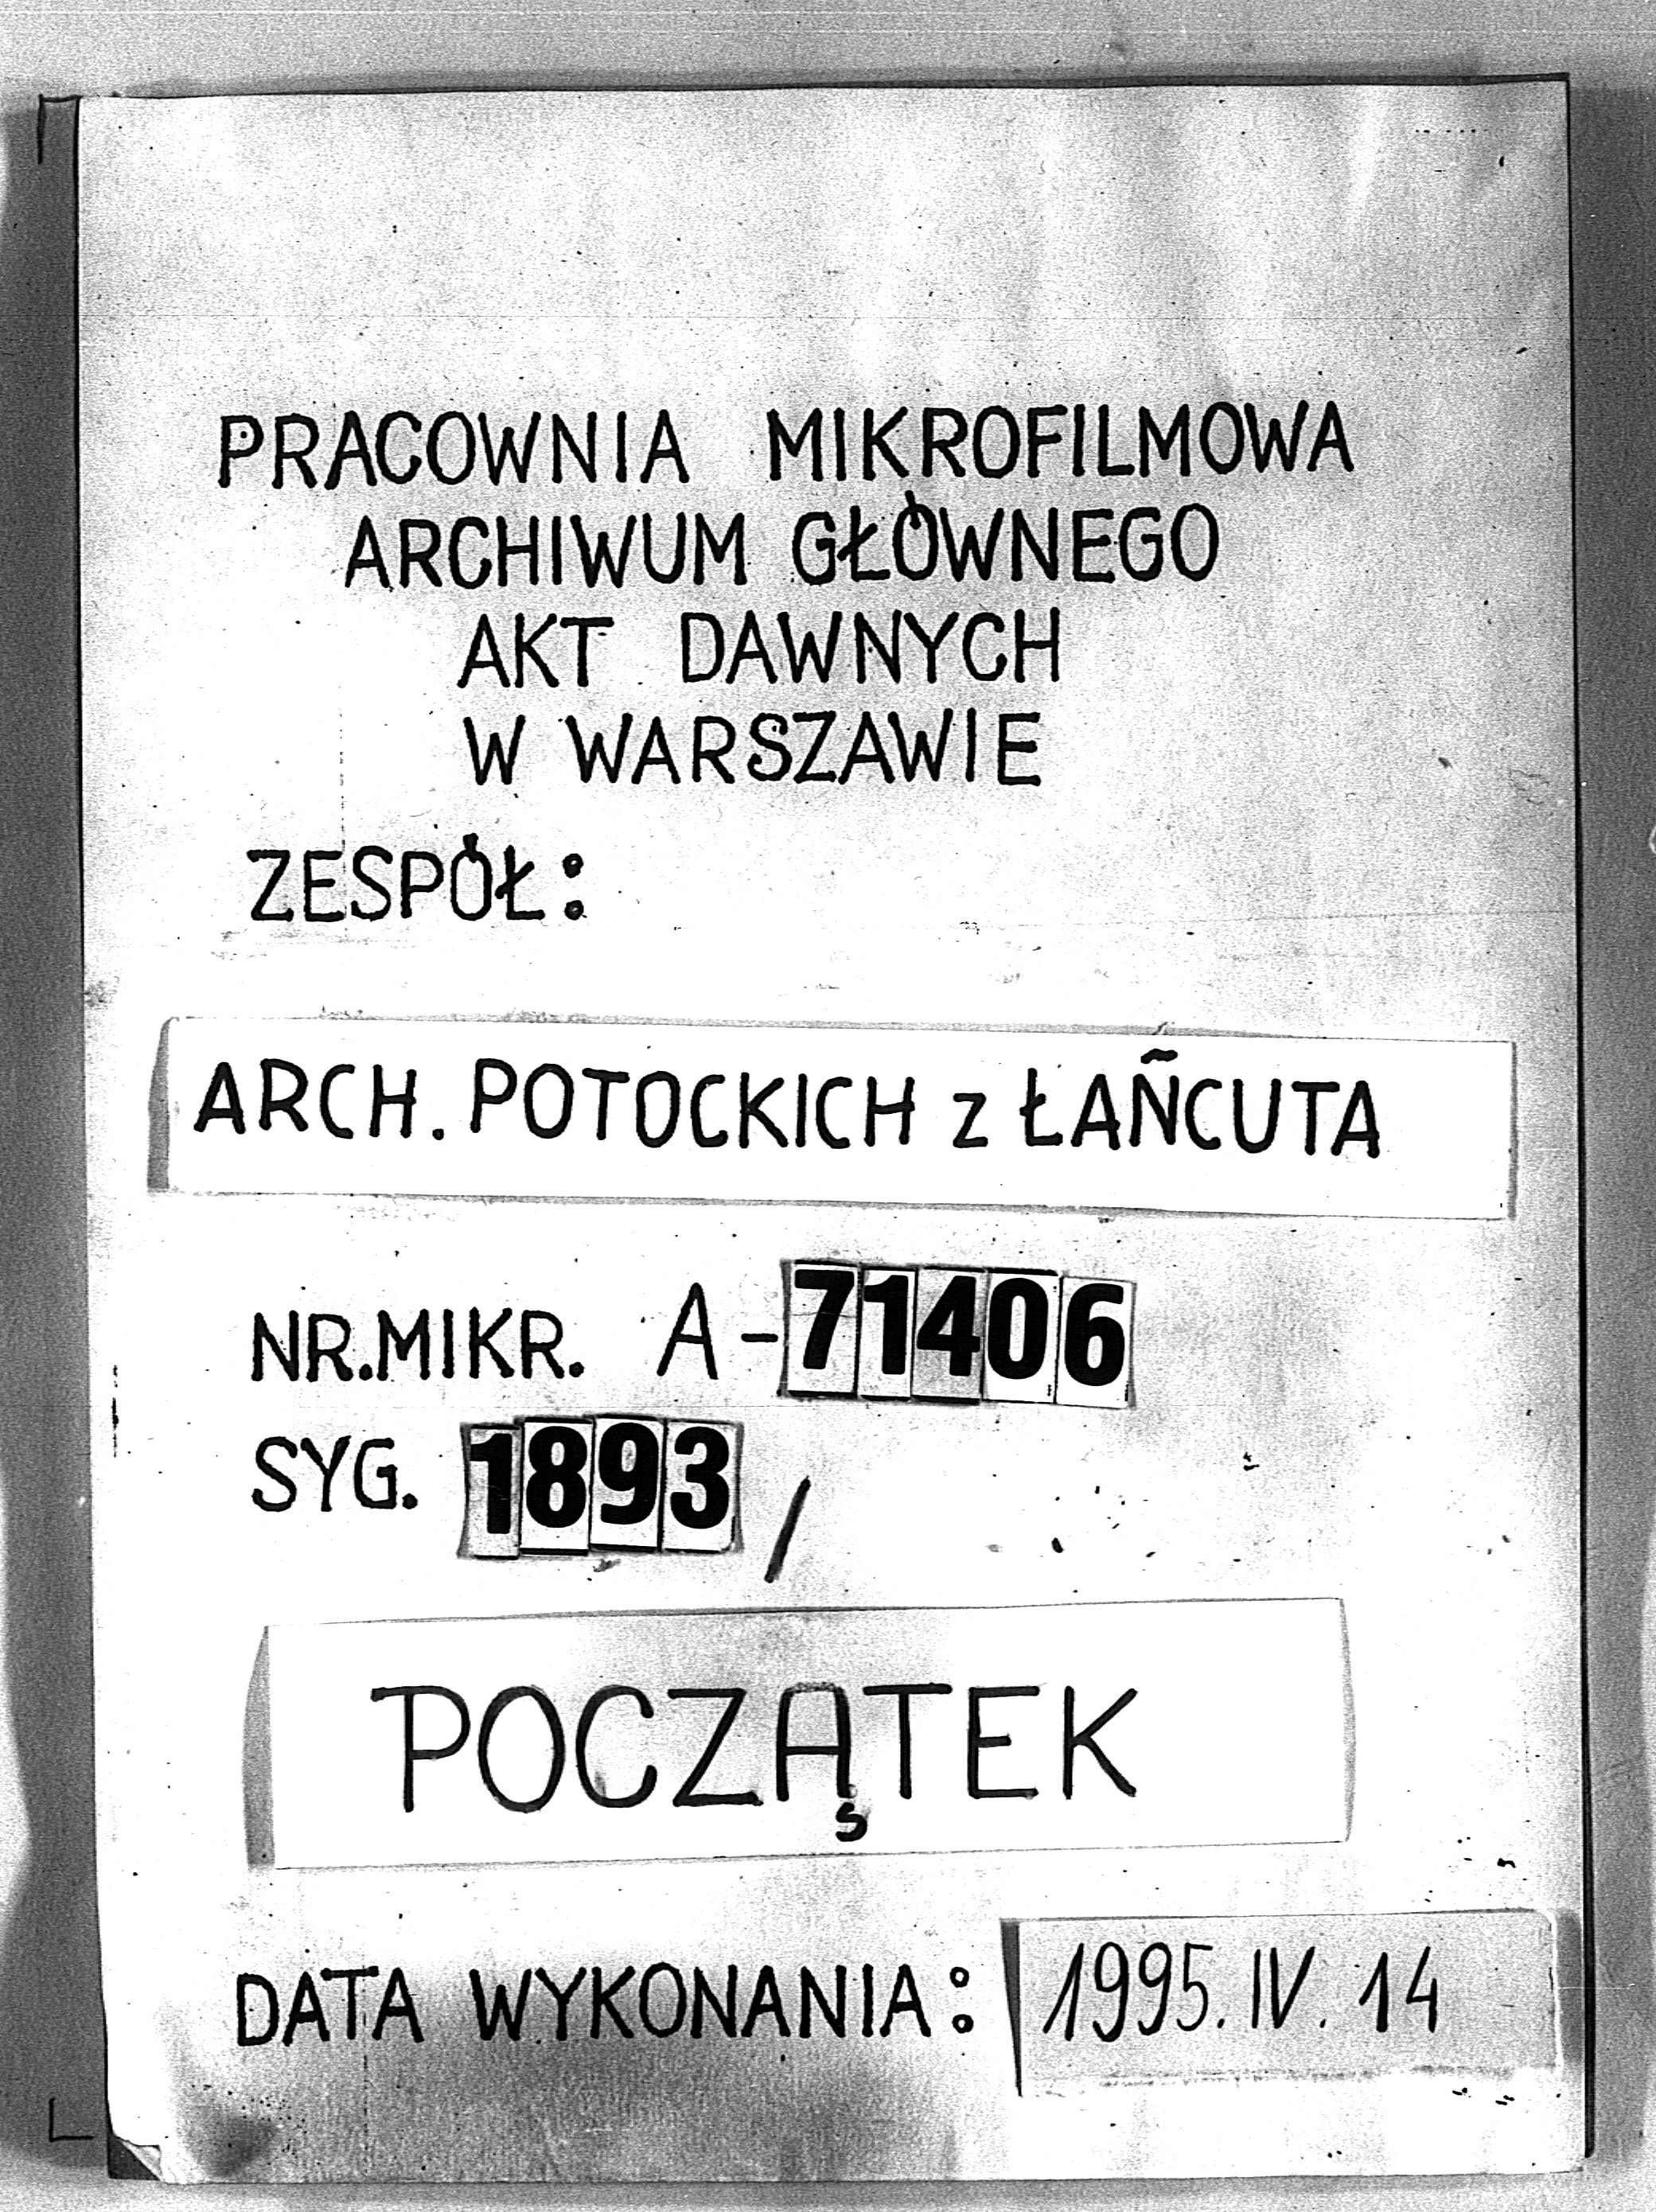 PRACOWNIA MIKROFILMOWA
ARCHIWUM GŁÓWNEGO
AKT DAWNYCH
W WARSZAWIE
ZESPÓŁ:
ARCH. POTOCKICH z ŁAŃCUTA
NR.MIKR. A-71406
SYG. 1893/
POCZĄTEK
DATA WYKONANIA: 1995.IV.14